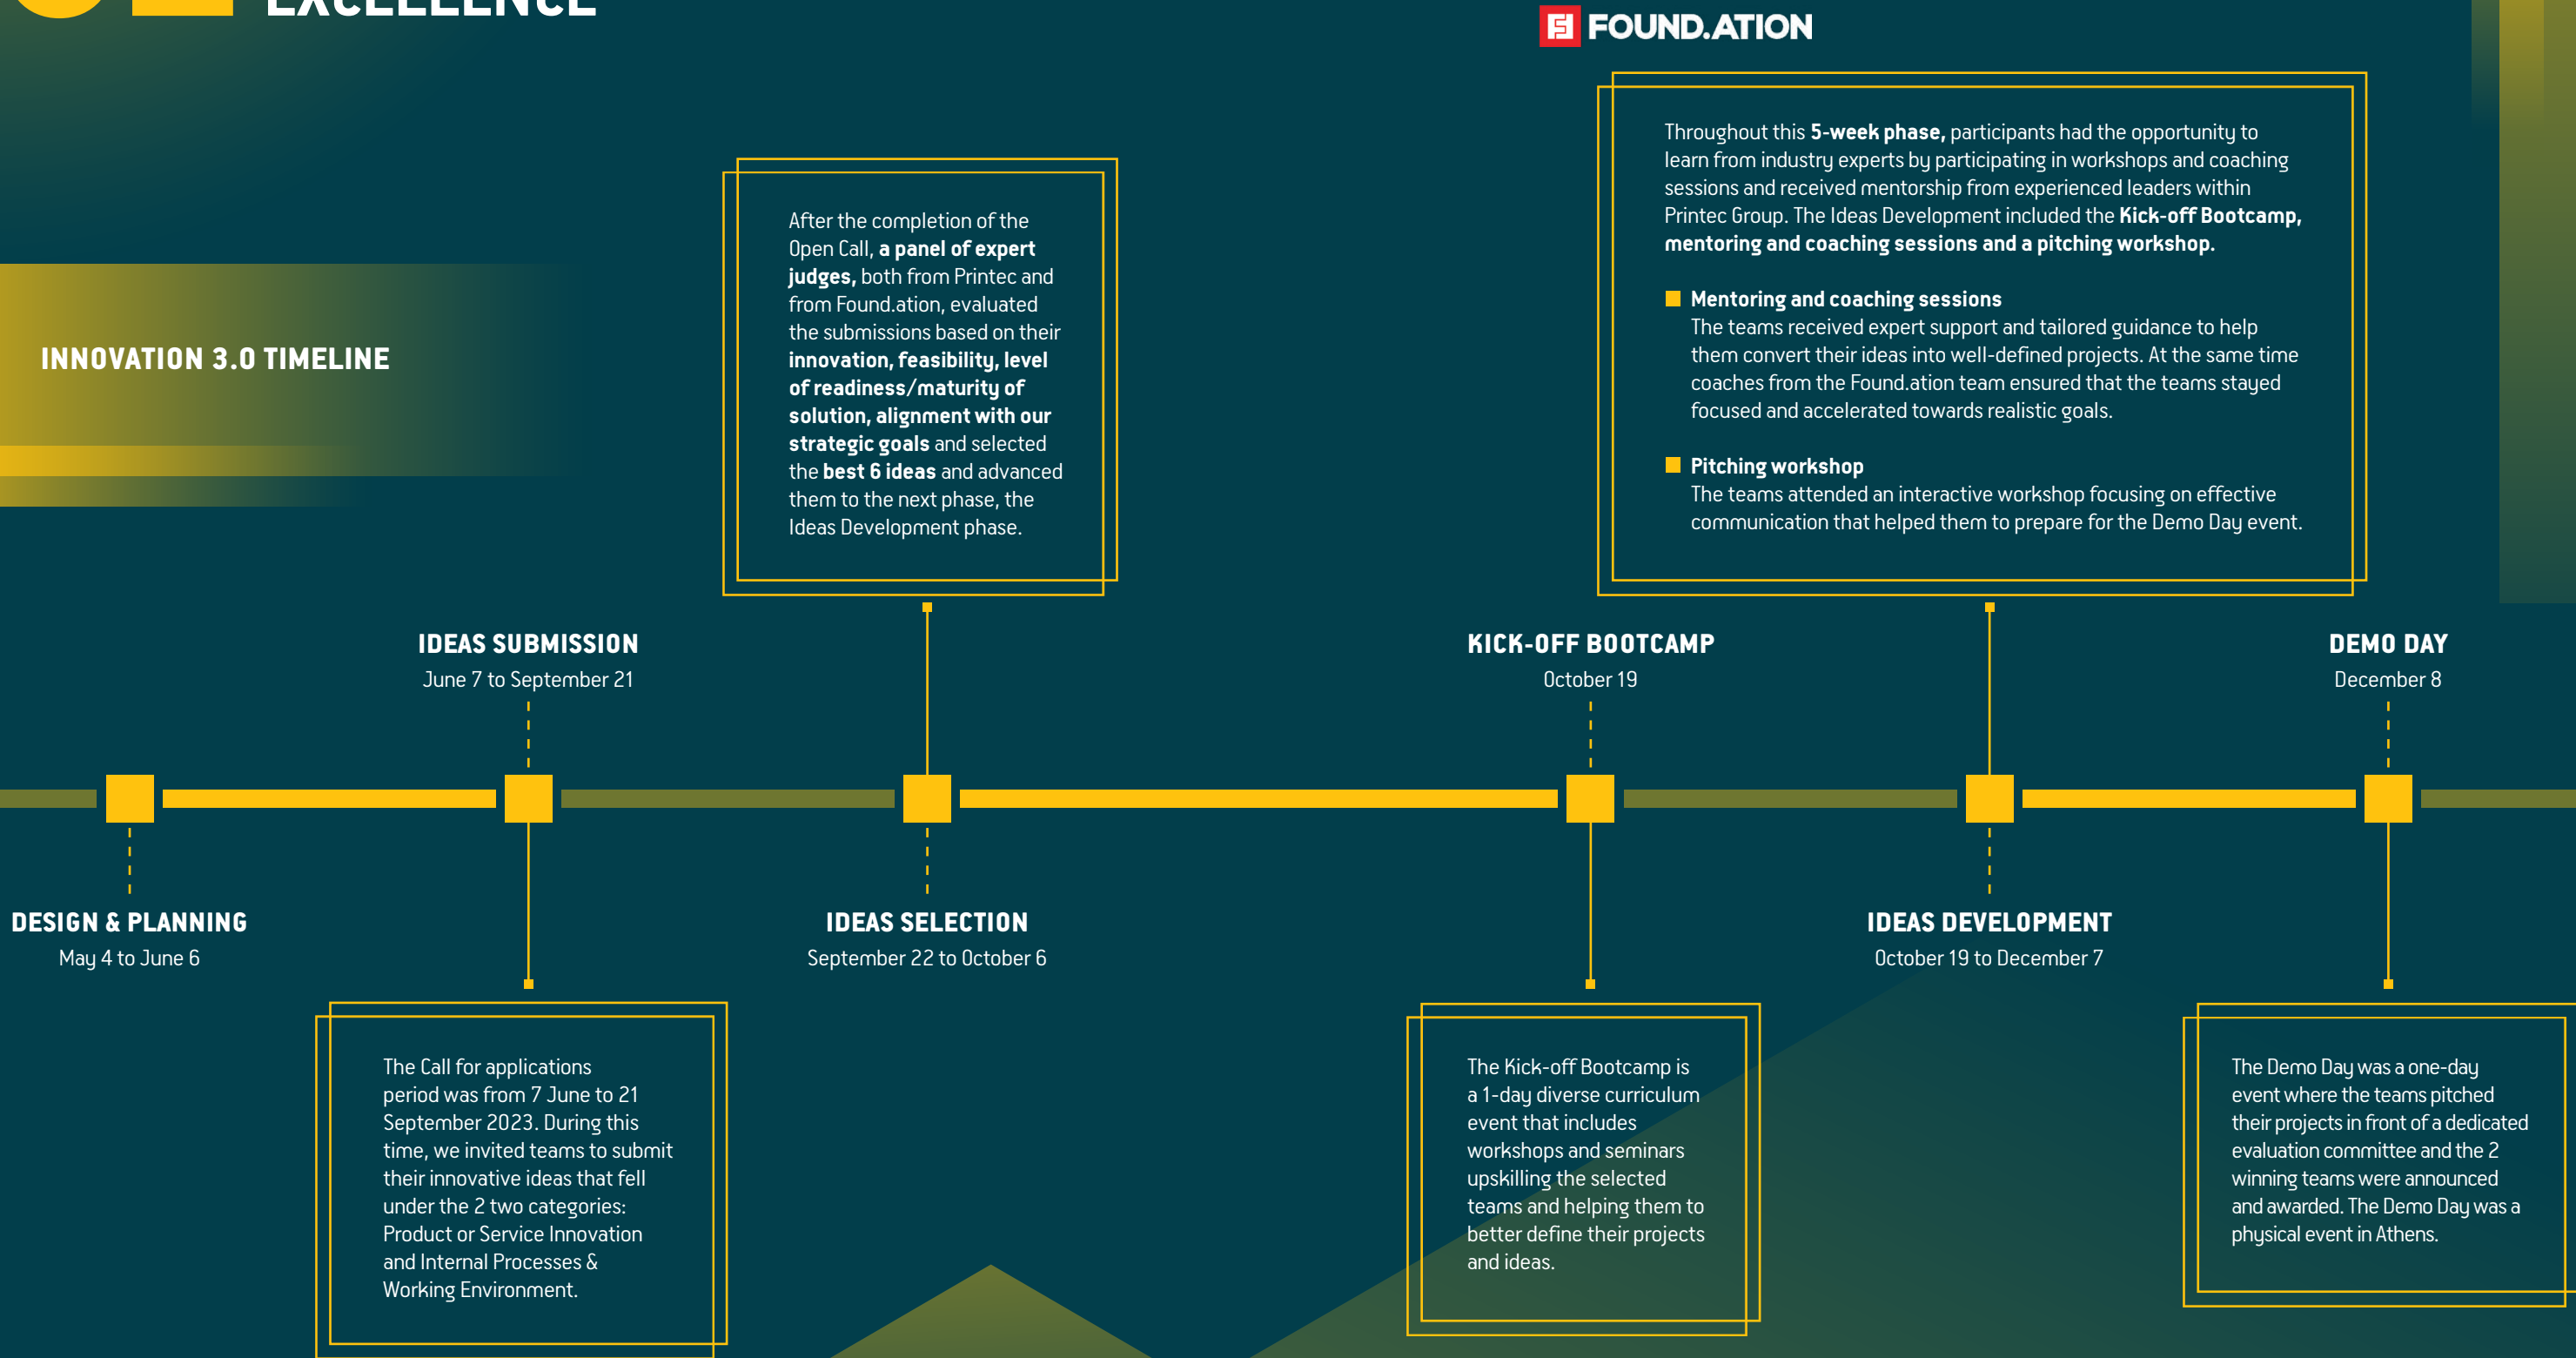 EXCELLENCE
FOUND.ATION
INNOVATION 3.0 TIMELINE
After the completion of the
Open Call, a panel of expert
judges, both from Printec and
from Found.ation, evaluated
the submissions based on their
innovation, feasibility, level
of readiness/maturity of
solution, alignment with our
strategic goals and selected
the best 6 ideas and advanced
them to the next phase, the
Ideas Development phase.
Throughout this 5-week phase, participants had the opportunity to
learn from industry experts by participating in workshops and coaching
sessions and received mentorship from experienced leaders within
Printec Group. The Ideas Development included the Kick-off Bootcamp,
mentoring and coaching sessions and a pitching workshop.
Mentoring and coaching sessions
The teams received expert support and tailored guidance to help
them convert their ideas into well-defined projects. At the same time
coaches from the Found.ation team ensured that the teams stayed
focused and accelerated towards realistic goals.
Pitching workshop
The teams attended an interactive workshop focusing on effective
communication that helped them to prepare for the Demo Day event.
IDEAS SUBMISSION
June 7 to September 21
KICK-OFF BOOTCAMP
October 19
DEMO DAY
December 8
DESIGN & PLANNING
May 4 to June 6
IDEAS SELECTION
September 22 to October 6
IDEAS DEVELOPMENT
October 19 to December 7
The Call for applications
period was from 7 June to 21
September 2023. During this
time, we invited teams to submit
their innovative ideas that fell
under the 2 two categories:
Product or Service Innovation
and Internal Processes &
Working Environment.
The Kick-off Bootcamp is
a 1-day diverse curriculum
event that includes
workshops and seminars
upskilling the selected
teams and helping them to
better define their projects
and ideas.
The Demo Day was a one-day
event where the teams pitched
their projects in front of a dedicated
evaluation committee and the 2
winning teams were announced
and awarded. The Demo Day was a
physical event in Athens.